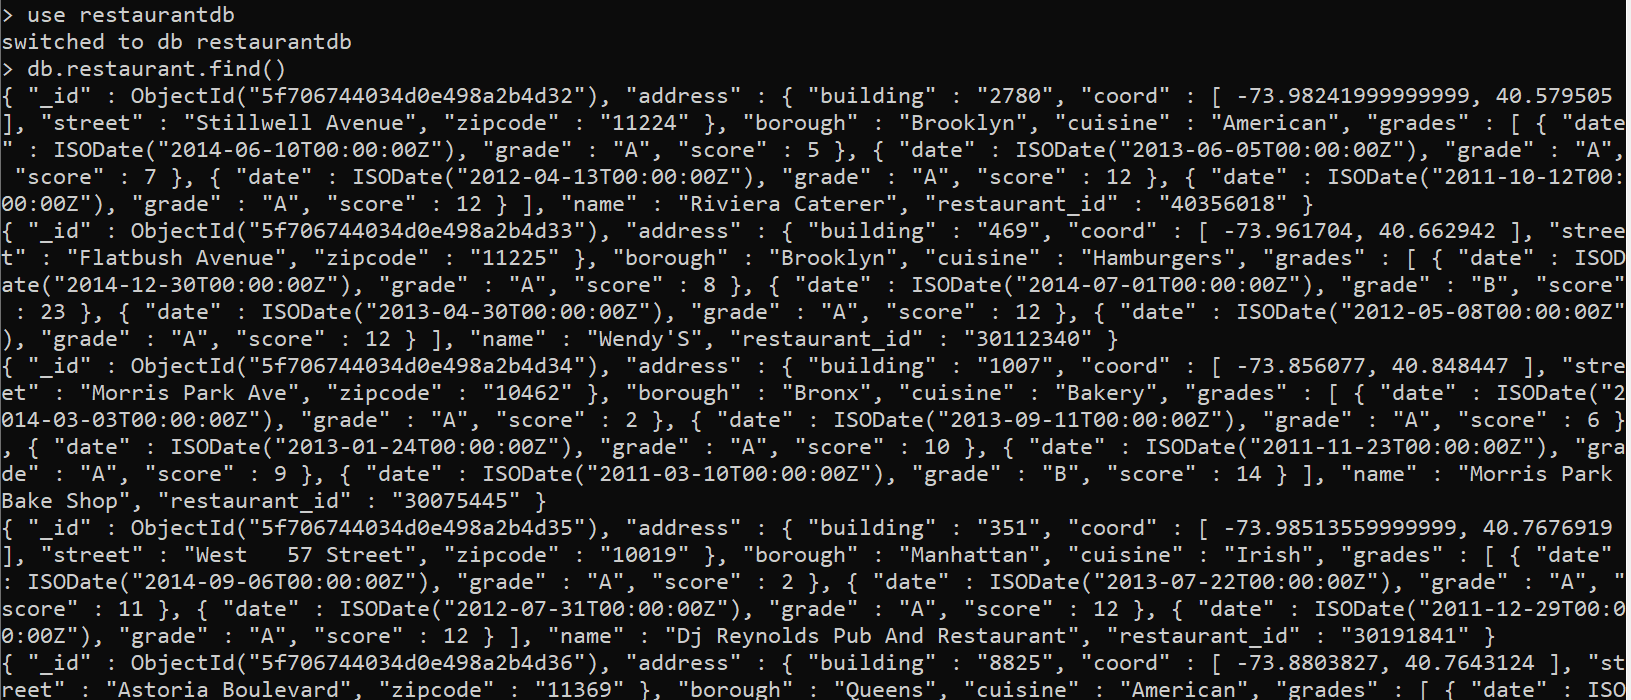 > use restaurantdb
switched to db restaurantdb
> db.restaurant.find()
{ "_id" : ObjectId("5f706744034d0e498a2b4d32"), "address" : { "building" : "2780", "coord" : [ -73.98241999999999, 40.579505
], "street" : "Stillwell Avenue", "zipcode" : "11224" }, "borough" : "Brooklyn", "cuisine" : "American", "grades" : [ { "date
" : ISODate("2014-06-10T00:00:00Z"), "grade" : "A", "score" : 5 }, { "date" : ISODate("2013-06-05T00:00:00Z"), "grade" : "A",
 "score" : 7 }, { "date" : ISODate("2012-04-13T00:00:00Z"), "grade" : "A", "score" : 12 }, { "date" : ISODate("2011-10-12T00:
00:00Z"), "grade" : "A", "score" : 12 } ], "name" : "Riviera Caterer", "restaurant_id" : "40356018" }
{ "_id" : ObjectId("5f706744034d0e498a2b4d33"), "address" : { "building" : "469", "coord" : [ -73.961704, 40.662942 ], "stree
t" : "Flatbush Avenue", "zipcode" : "11225" }, "borough" : "Brooklyn", "cuisine" : "Hamburgers", "grades" : [ { "date" : ISOD
ate("2014-12-30T00:00:00Z"), "grade" : "A", "score" : 8 }, { "date" : ISODate("2014-07-01T00:00:00Z"), "grade" : "B", "score"
 : 23 }, { "date" : ISODate("2013-04-30T00:00:00Z"), "grade" : "A", "score" : 12 }, { "date" : ISODate("2012-05-08T00:00:00Z"
), "grade" : "A", "score" : 12 } ], "name" : "Wendy'S", "restaurant_id" : "30112340" }
{ "_id" : ObjectId("5f706744034d0e498a2b4d34"), "address" : { "building" : "1007", "coord" : [ -73.856077, 40.848447 ], "stre
et" : "Morris Park Ave", "zipcode" : "10462" }, "borough" : "Bronx", "cuisine" : "Bakery", "grades" : [ { "date" : ISODate("2
014-03-03T00:00:00Z"), "grade" : "A", "score" : 2 }, { "date" : ISODate("2013-09-11T00:00:00Z"), "grade" : "A", "score" : 6 }
, { "date" : ISODate("2013-01-24T00:00:00Z"), "grade" : "A", "score" : 10 }, { "date" : ISODate("2011-11-23T00:00:00Z"), "gra
de" : "A", "score" : 9 }, { "date" : ISODate("2011-03-10T00:00:00Z"), "grade" : "B", "score" : 14 } ], "name" : "Morris Park
Bake Shop", "restaurant_id" : "30075445" }
{ "_id" : ObjectId("5f706744034d0e498a2b4d35"), "address" : { "building" : "351", "coord" : [ -73.98513559999999, 40.7676919
], "street" : "West   57 Street", "zipcode" : "10019" }, "borough" : "Manhattan", "cuisine" : "Irish", "grades" : [ { "date"
: ISODate("2014-09-06T00:00:00Z"), "grade" : "A", "score" : 2 }, { "date" : ISODate("2013-07-22T00:00:00Z"), "grade" : "A", "
score" : 11 }, { "date" : ISODate("2012-07-31T00:00:00Z"), "grade" : "A", "score" : 12 }, { "date" : ISODate("2011-12-29T00:0
0:00Z"), "grade" : "A", "score" : 12 } ], "name" : "Dj Reynolds Pub And Restaurant", "restaurant_id" : "30191841" }
{ "_id" : ObjectId("5f706744034d0e498a2b4d36"), "address" : { "building" : "8825", "coord" : [ -73.8803827, 40.7643124 ], "st
reet" : "Astoria Boulevard", "zipcode" : "11369" }, "borough" : "Queens", "cuisine" : "American", "grades" : [ { "date" : ISO